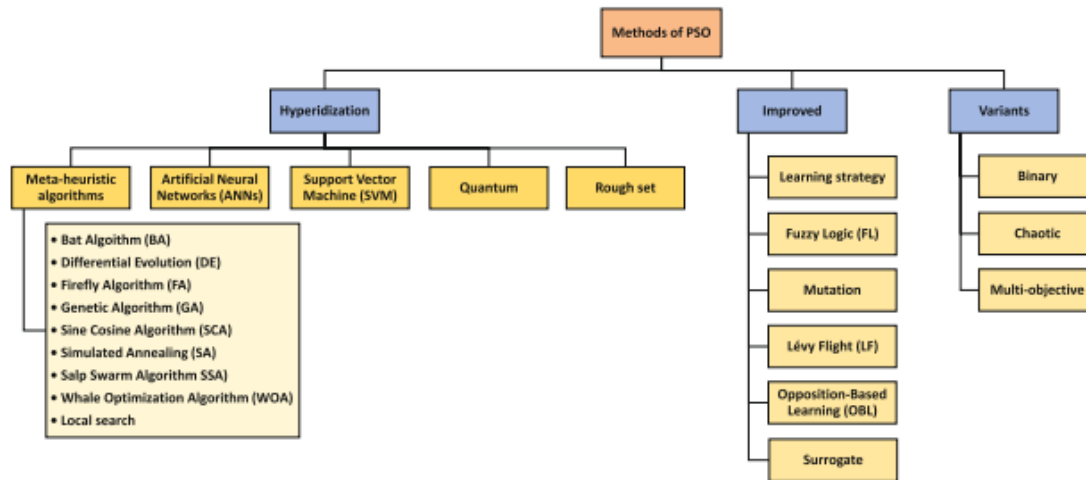 Methods of PSO
Hyperidization
Improved
Variants
Meta-heuristic
algorithms
Artificial Neural
Networks (ANNs)
Support Vector
Machine (SVM)
Quantum
Rough set
• Bat Algoithm (BA)
• Differential Evolution (DE)
• Firefly Algorithm (FA)
• Genetic Algorithm (GA)
• Sine Cosine Algorithm (SCA)
• Simulated Annealing (SA)
• Salp Swarm Algorithm SSA)
• Whale Optimization Algorithm (WOA)
• Local search
Learning strategy
Fuzzy Logic (FL)
Mutation
Lévy Flight (LF)
Opposition-Based
Learning (OBL)
Surrogate
Binary
Chaotic
Multi-objective